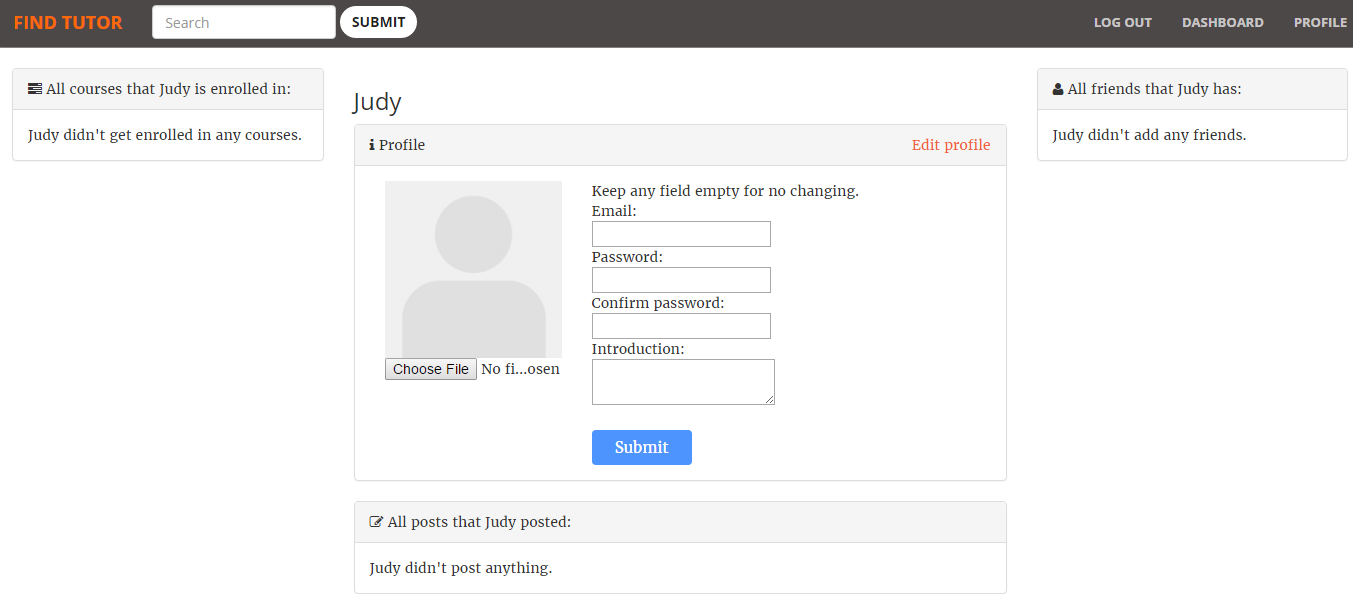 FIND TUTOR Search SUBMIT LOG OUT DASHBOARD PROFILE
All courses that Judy is enrolled in:
Judy didn't get enrolled in any courses.
Judy
Profile Edit profile
Keep any field empty for no changing.
Email:
Password:
Confirm password:
Introduction:
Choose File No fi...osen
Submit
All posts that Judy posted:
Judy didn't post anything.
All friends that Judy has:
Judy didn't add any friends.